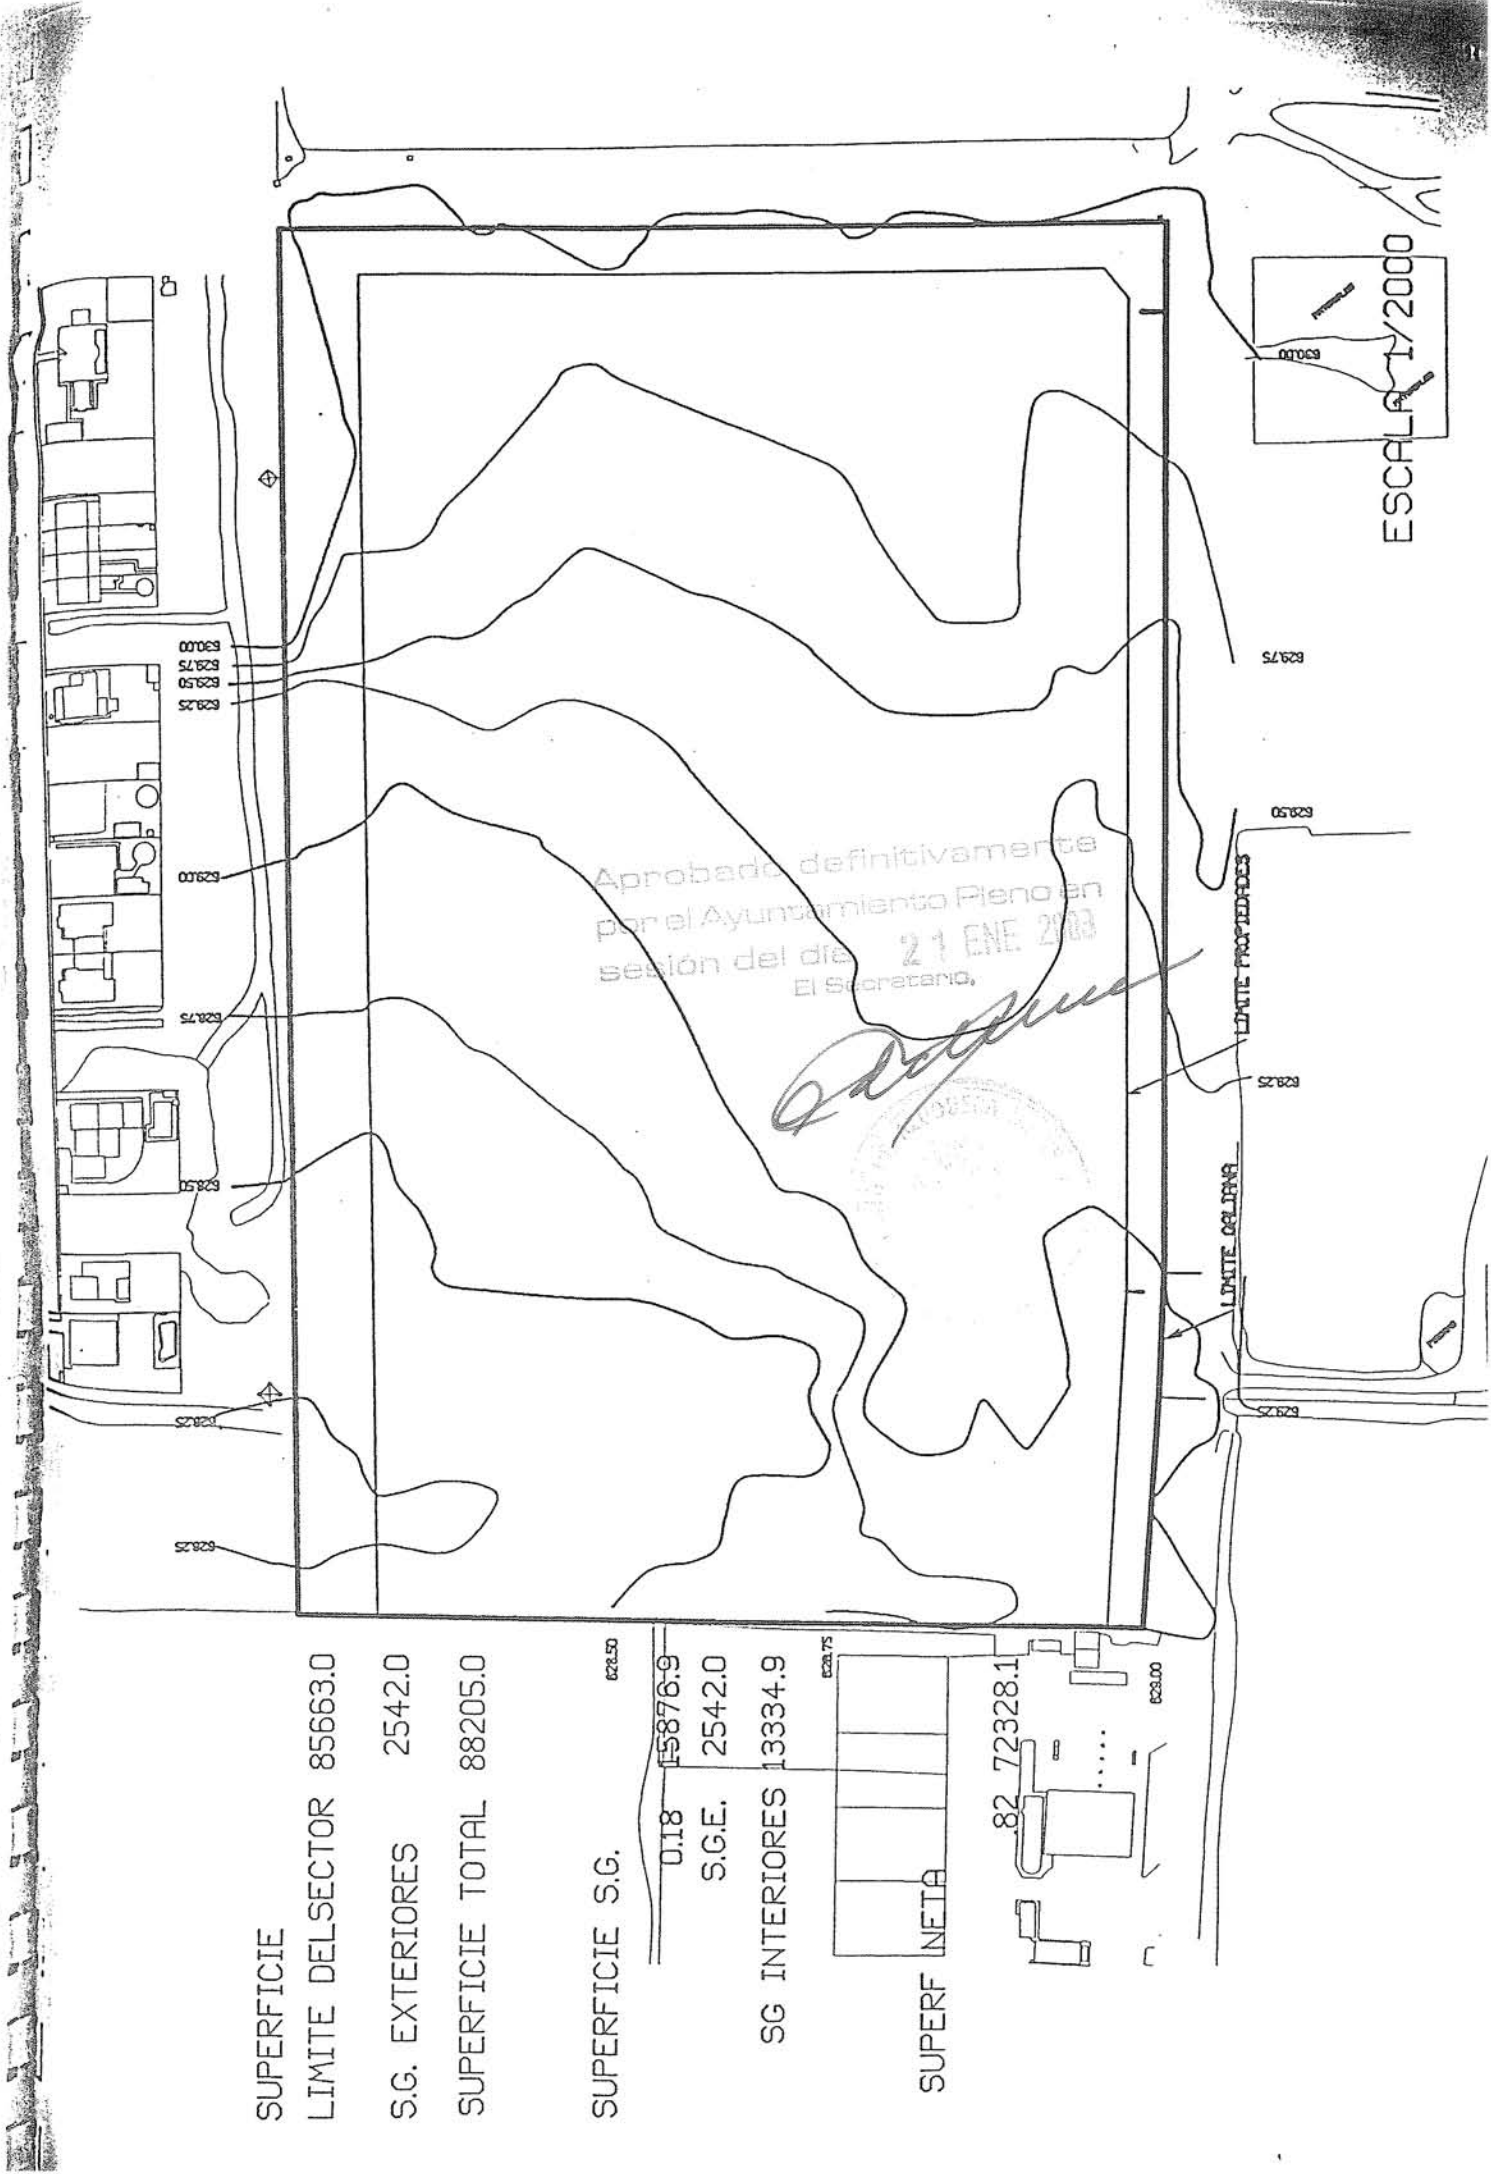 SUPERFICIE
LIMITE DELSECTOR 85663.0
S.G. EXTERIORES 2542.0
SUPERFICIE TOTAL 88205.0
SUPERFICIE S.G.
0.18 15876.9
S.G.E. 2542.0
SG INTERIORES 13334.9
SUPERF NETA .82 72328.1
630.00
629.75
629.50
629.25
629.00
628.75
628.50
628.25
628.25
628.50
628.75
629.00
Aprobado definitivamente
por el Ayuntamiento Pleno en
sesión del día 21 ENE 2003
El Secretario,
630.00
629.75
629.50
LIMITE PROPIEDADES
LIMITE
629.25
ESCALA 1/2000